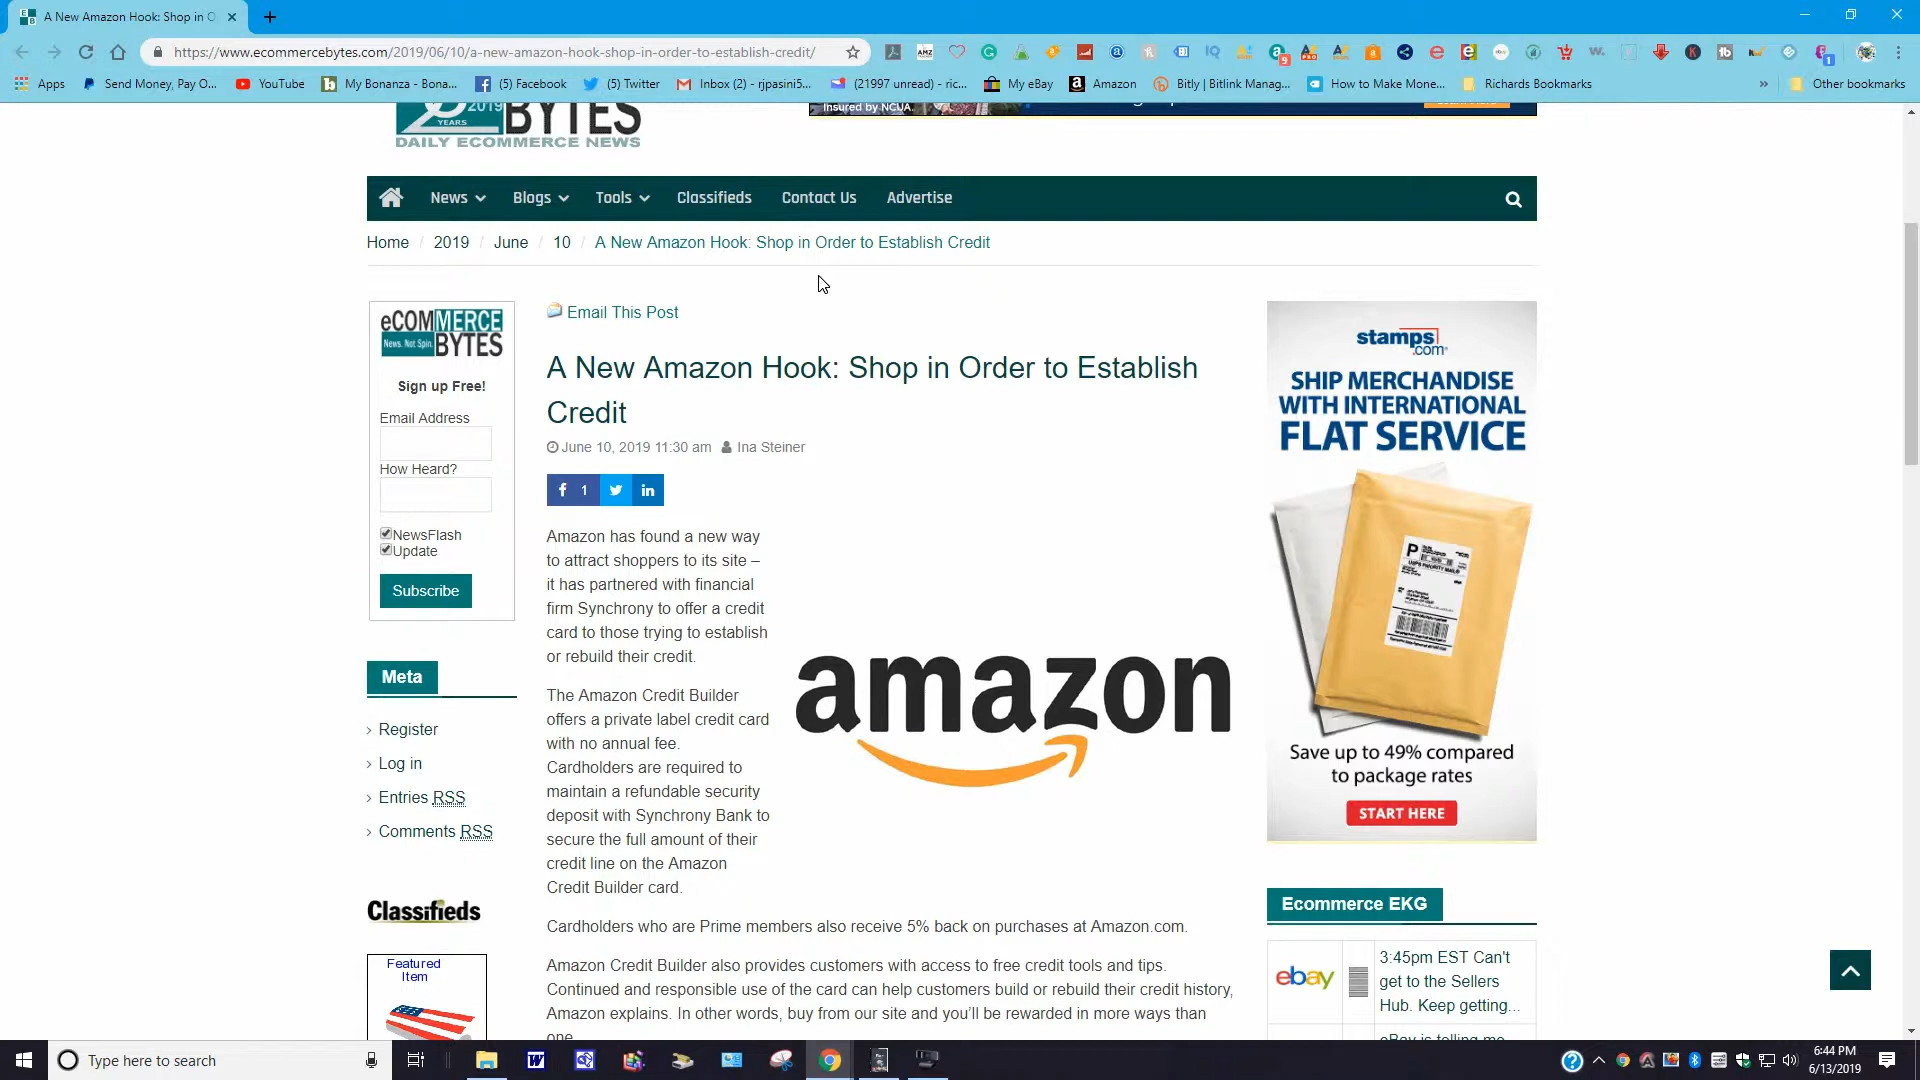 A New Amazon Hook: Shop in O
https://www.ecommercebytes.com/2019/06/10/a-new-amazon-hook-shop-in-order-to-establish-credit/
Apps
Send Money, Pay O...
YouTube
My Bonanza - Bona...
(5) Facebook
(5) Twitter
Inbox (2) - rjpasini5...
(21997 unread) - ric...
My eBay
Amazon
Bitly | Bitlink Manag...
How to Make Mone...
Richards Bookmarks
»
Other bookmarks
2019
YEARS
BYTES
DAILY ECOMMERCE NEWS
Insured by NCUA.
News
Blogs
Tools
Classifieds
Contact Us
Advertise
Home / 2019 / June / 10 / A New Amazon Hook: Shop in Order to Establish Credit
eCOMMERCE
News. Not Spin.
BYTES
Sign up Free!
Email Address
How Heard?
NewsFlash
Update
Subscribe
Meta
Register
Log in
Entries RSS
Comments RSS
Classifieds
Featured
Item
Email This Post
A New Amazon Hook: Shop in Order to Establish
Credit
June 10, 2019 11:30 am Ina Steiner
f 1
in
Amazon has found a new way
to attract shoppers to its site –
it has partnered with financial
firm Synchrony to offer a credit
card to those trying to establish
or rebuild their credit.
The Amazon Credit Builder
offers a private label credit card
with no annual fee.
Cardholders are required to
maintain a refundable security
deposit with Synchrony Bank to
secure the full amount of their
credit line on the Amazon
Credit Builder card.
amazon
Cardholders who are Prime members also receive 5% back on purchases at Amazon.com.
Amazon Credit Builder also provides customers with access to free credit tools and tips.
Continued and responsible use of the card can help customers build or rebuild their credit history,
Amazon explains. In other words, buy from our site and you'll be rewarded in more ways than
one.
stamps
.com
SHIP MERCHANDISE
WITH INTERNATIONAL
FLAT SERVICE
P
Save up to 49% compared
to package rates
START HERE
Ecommerce EKG
ebay
3:45pm EST Can't
get to the Sellers
Hub. Keep getting...
eBay is telling me
Type here to search
6:44 PM
6/13/2019